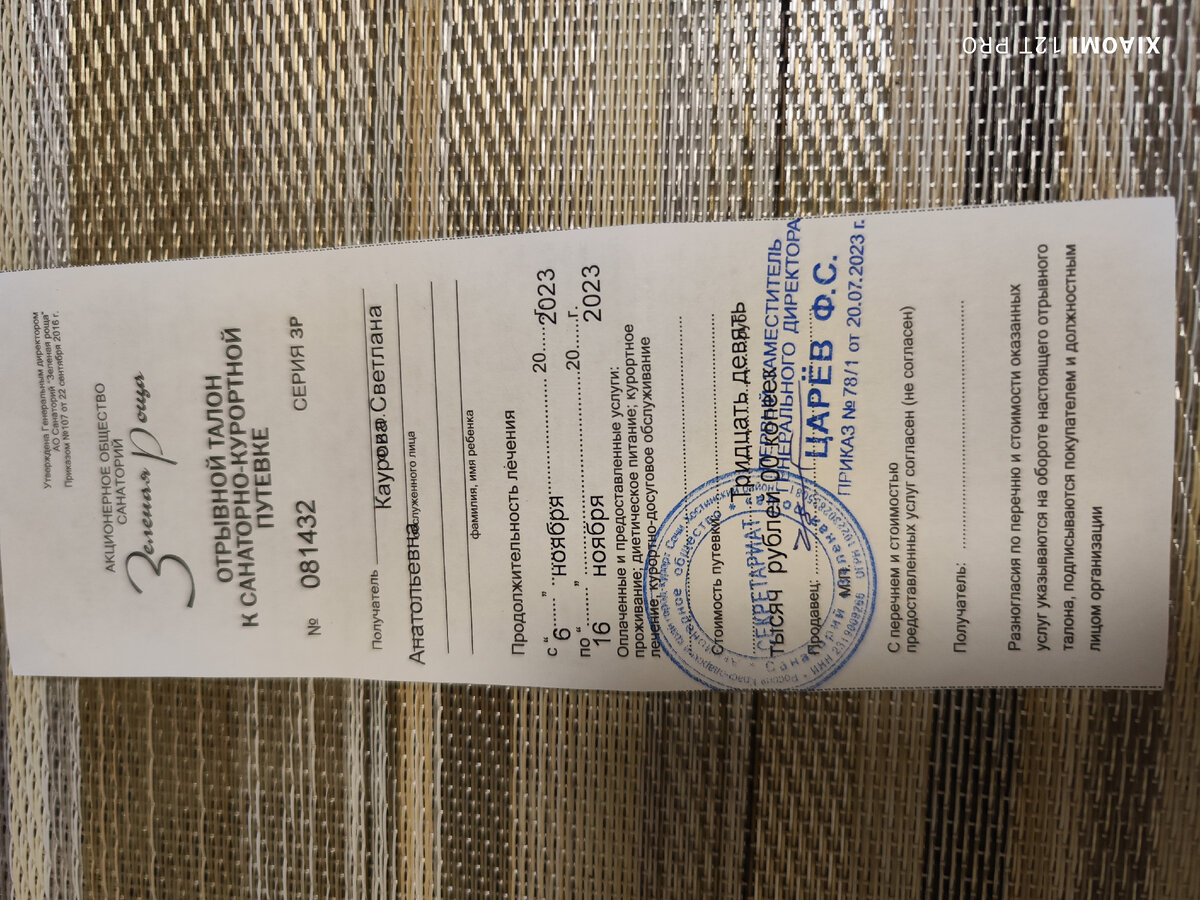 Утверждена Генеральным директором
АО Санаторий "Зеленая роща"
Приказом №107 от 22 сентября 2016 г.
АКЦИОНЕРНОЕ ОБЩЕСТВО
САНАТОРИЙ
Зеленая Роща
ОТРЫВНОЙ ТАЛОН
К САНАТОРНО-КУРОРТНОЙ
ПУТЕВКЕ
№ 081432 СЕРИЯ ЗР
Получатель Каурова Светлана
Анатольевна
фамилия, имя ребенка
Продолжительность лечения
с "6" ноября 20 2023
по "16" ноября 20 г. 2023
Оплаченные и предоставленные услуги:
проживание; диетическое питание; курортное
лечение, курортно-досуговое обслуживание
Стоимость путевки: Тридцать девять
тысяч рублей 00 копеек
ЗАМЕСТИТЕЛЬ
ГЕНЕРАЛЬНОГО ДИРЕКТОРА
Продавец: ЦАРЁВ Ф.С.
М.П.
ПРИКАЗ № 78/1 от 20.07.2023 г.
СЕКРЕТАРИАТ
С перечнем и стоимостью
предоставленных услуг согласен (не согласен)
Получатель:
Разногласия по перечню и стоимости оказанных
услуг указываются на обороте настоящего отрывного
талона, подписываются покупателем и должностным
лицом организации
XIAOMI 12T PRO